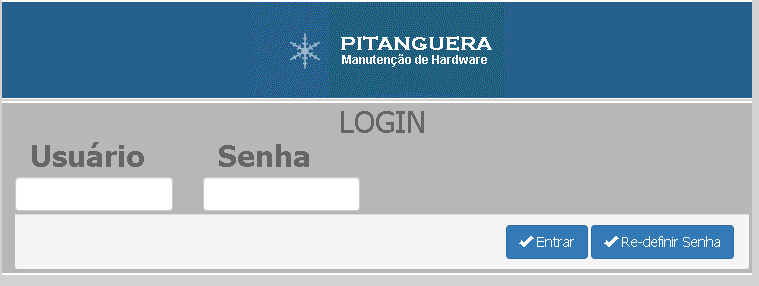 PITANGUERA
Manutenção de Hardware
LOGIN
Usuário Senha
Entrar Re-definir Senha